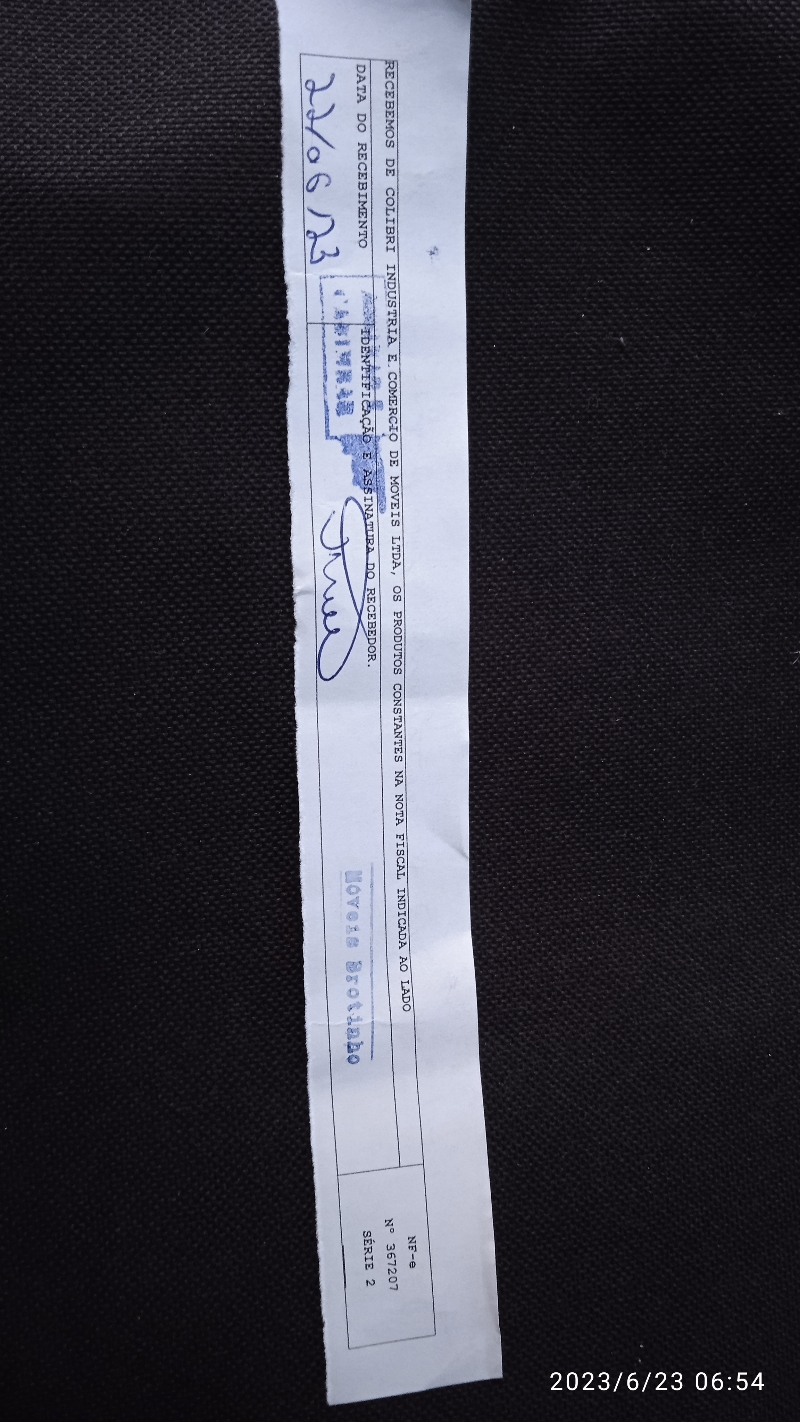 RECEBEMOS DE COLIBRI INDUSTRIA E COMERCIO DE MOVEIS LTDA, OS PRODUTOS CONSTANTES NA NOTA FISCAL INDICADA AO LADO
DATA DO RECEBIMENTO
22/06/23
IDENTIFICAÇÃO E ASSINATURA DO RECEBEDOR.
Moveis Brotinho
NF-e
Nº 367207
SÉRIE 2
2023/6/23 06:54